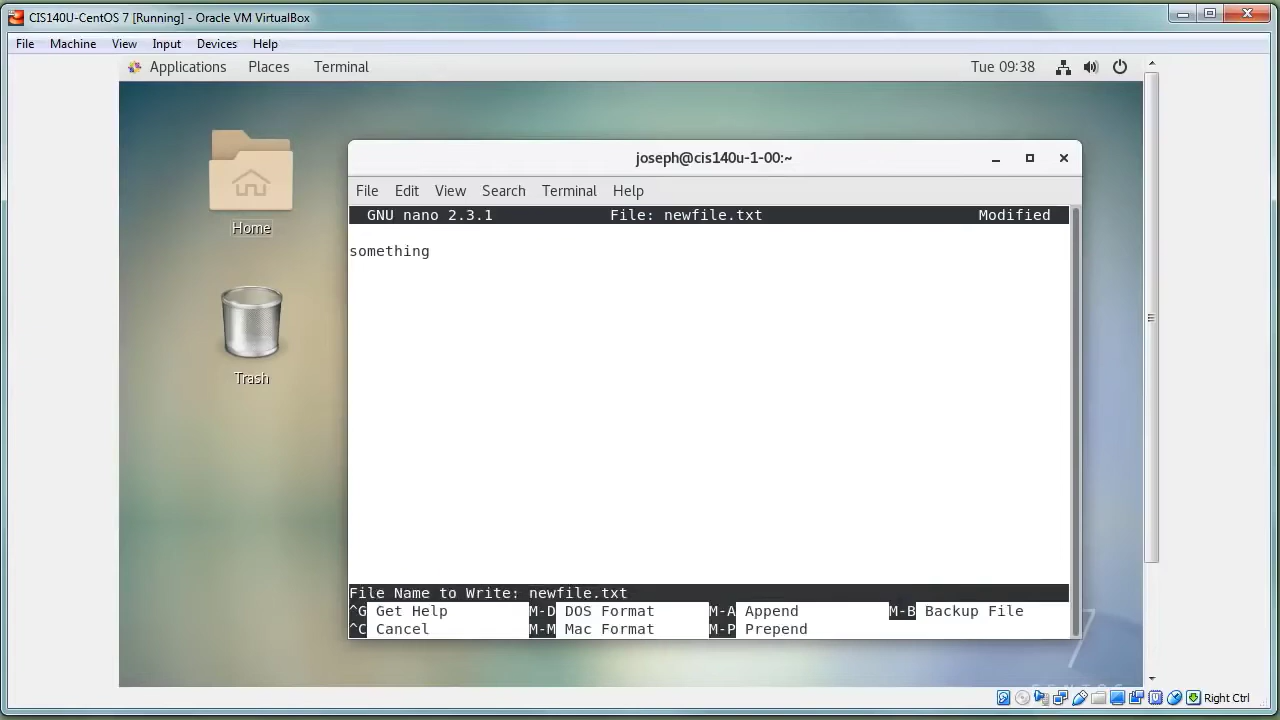 CIS140U-CentOS 7 [Running] - Oracle VM VirtualBox
File Machine View Input Devices Help
Applications Places Terminal Tue 09:38
Home
Trash
joseph@cis140u-1-00:~
File Edit View Search Terminal Help
GNU nano 2.3.1 File: newfile.txt Modified
something
File Name to Write: newfile.txt
^G Get Help M-D DOS Format M-A Append M-B Backup File
^C Cancel M-M Mac Format M-P Prepend
7
Right Ctrl